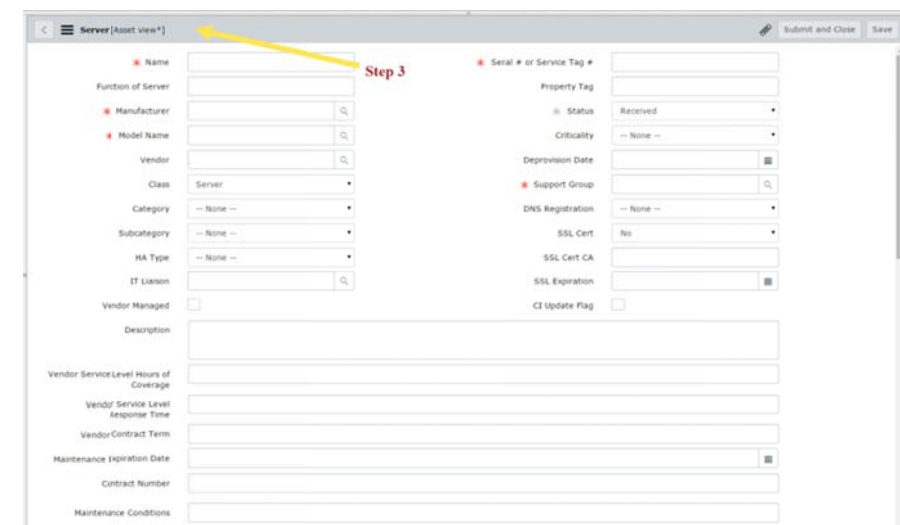 Server [Asset view*]
Submit and Close Save
Step 3
Name
Seral # or Service Tag #
Function of Server
Property Tag
Manufacturer
Status Received
Model Name
Criticality -- None --
Vendor
Deprovision Date
Class Server
Support Group
Category -- None --
DNS Registration -- None --
Subcategory -- None --
SSL Cert No
HA Type -- None --
SSL Cert CA
IT Liaison
SSL Expiration
Vendor Managed
CI Update Flag
Description
Vendor Service Level Hours of
Coverage
Vendor Service Level
Response Time
Vendor Contract Term
Maintenance Expiration Date
Contract Number
Maintenance Conditions